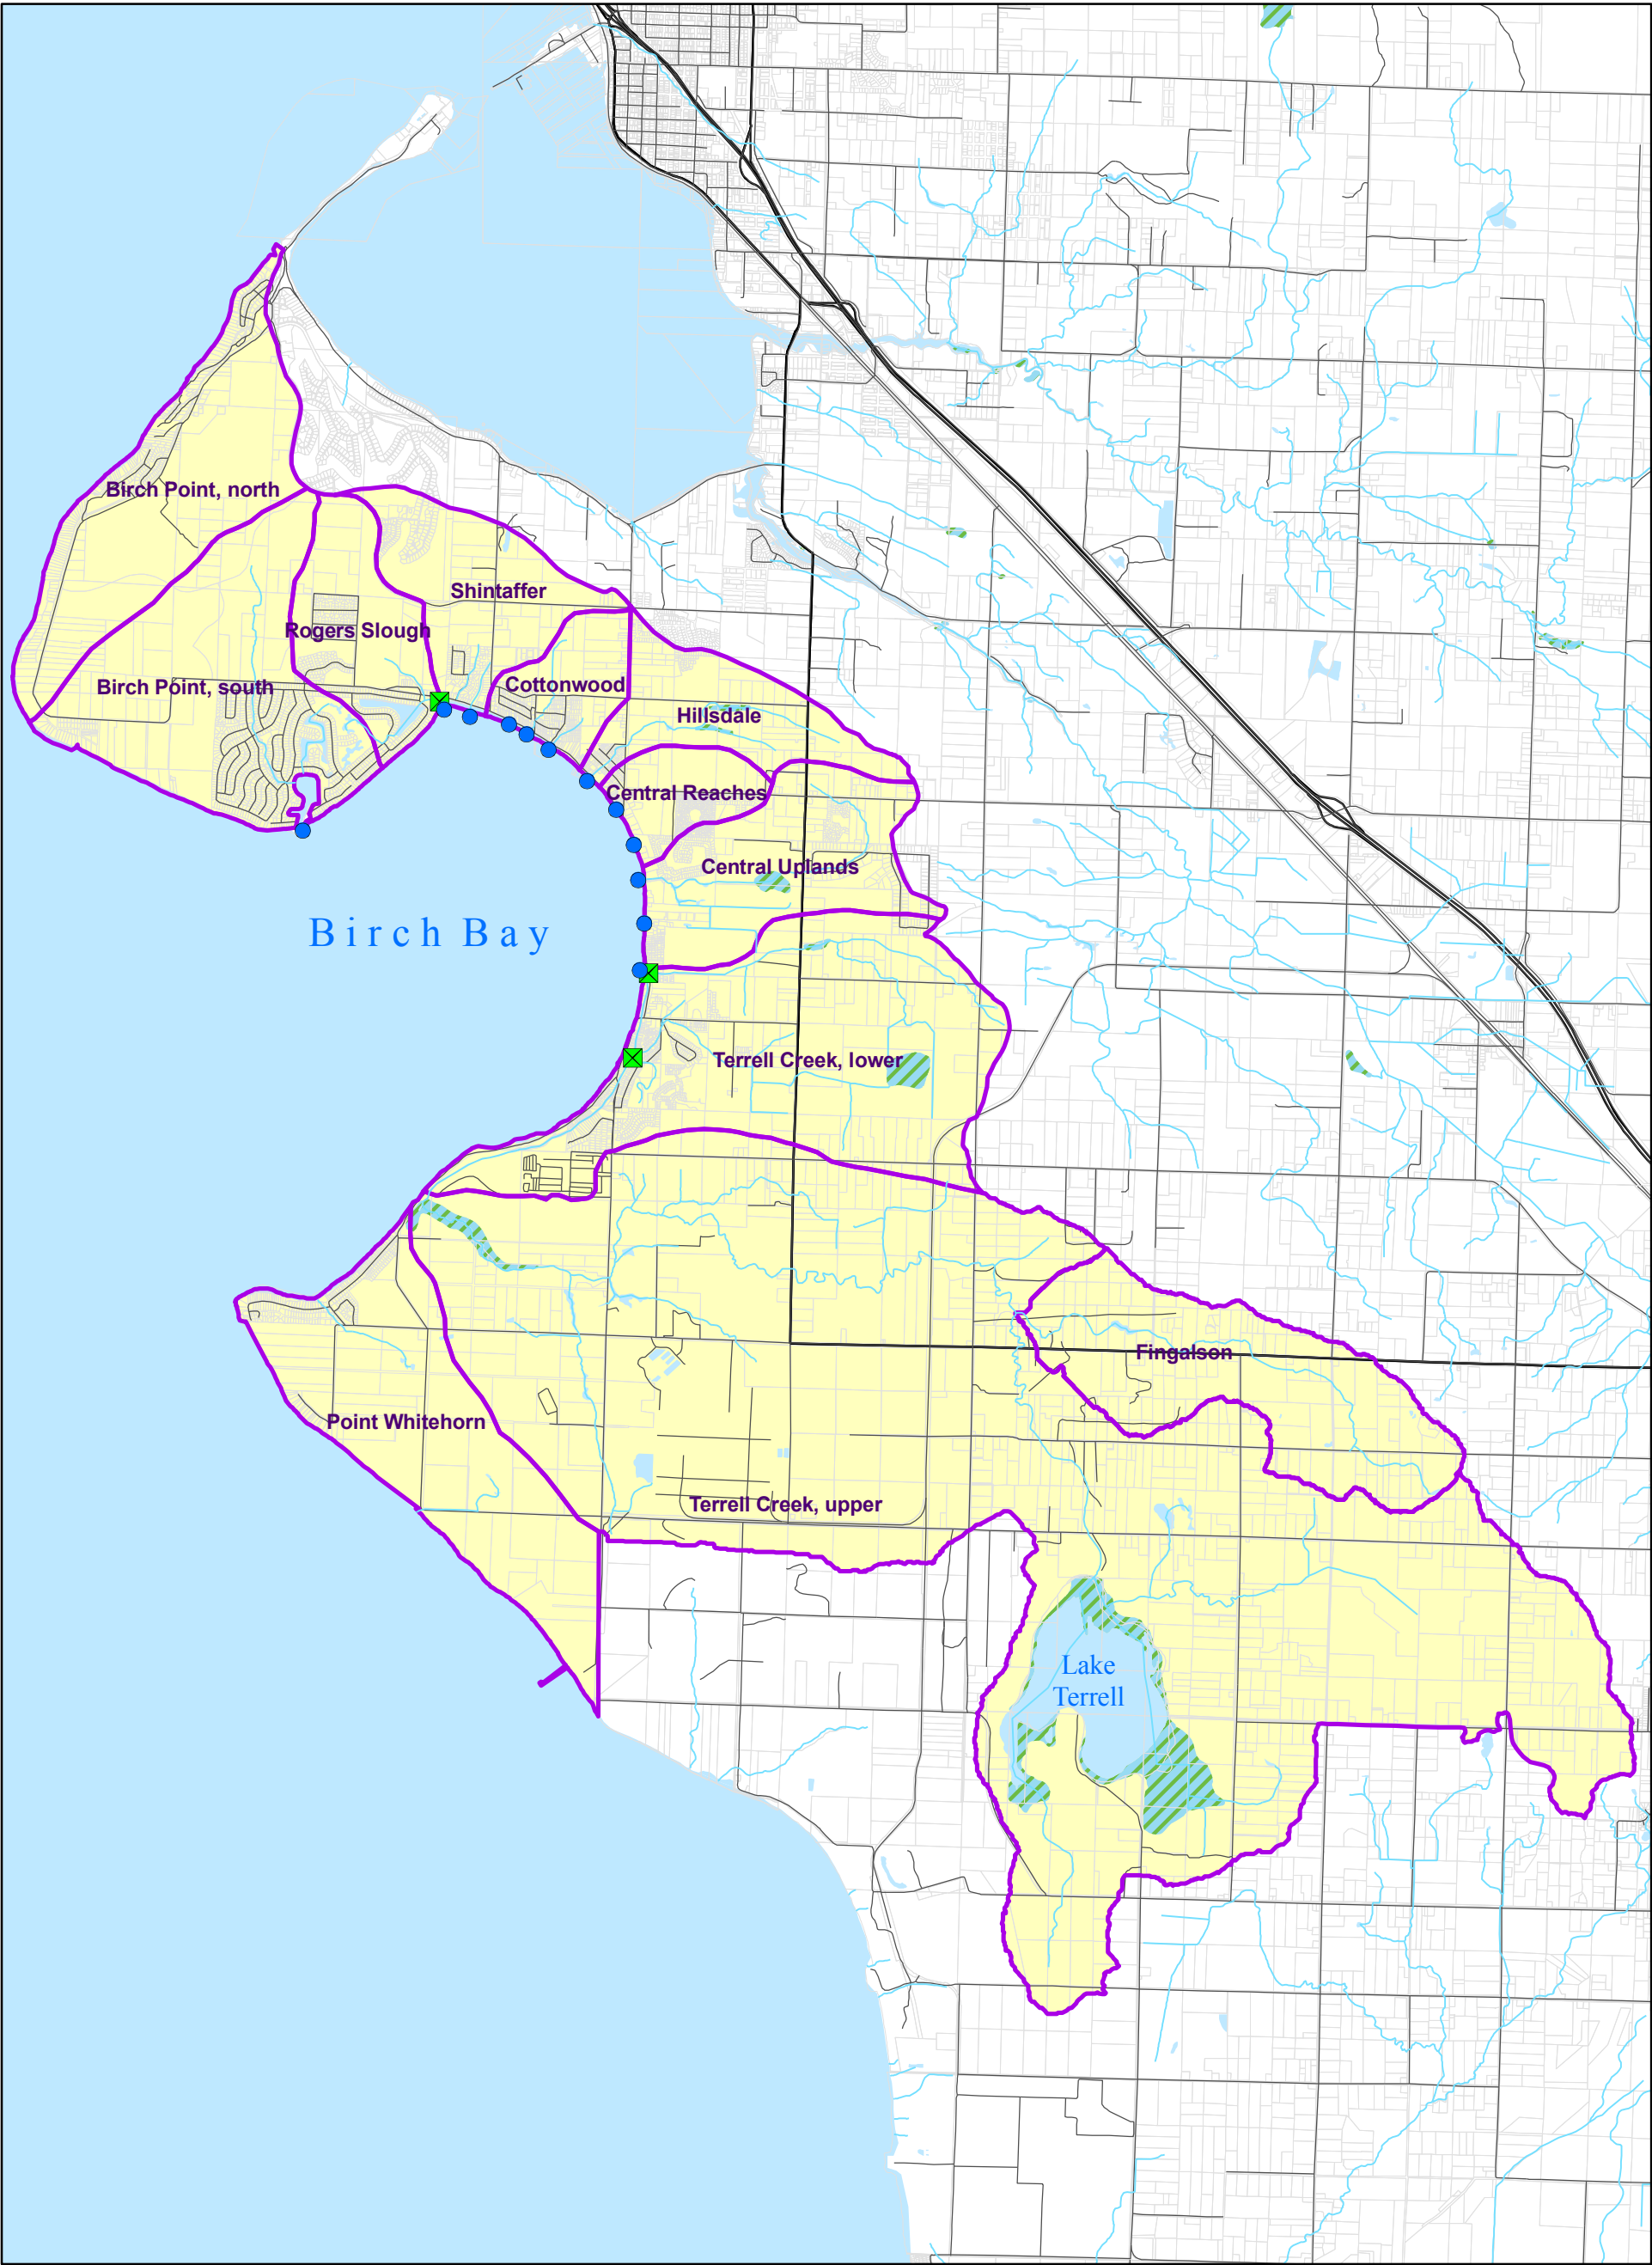 Birch Point, north
Shintaffer
Rogers Slough
Birch Point, south
Cottonwood
Hillsdale
Central Reaches
Central Uplands
Birch Bay
Terrell Creek, lower
Fingalson
Point Whitehorn
Terrell Creek, upper
Lake
Terrell